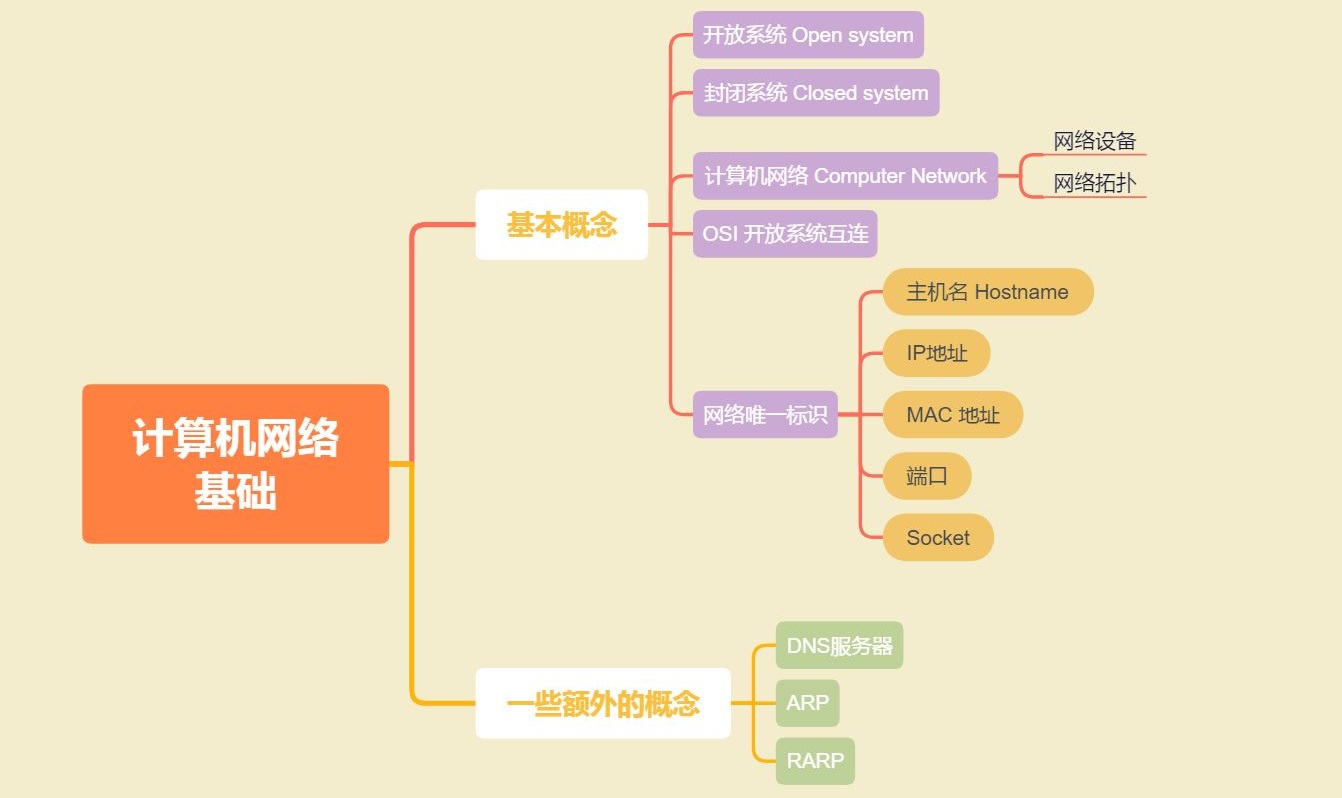 计算机网络
基础
基本概念
开放系统 Open system
封闭系统 Closed system
计算机网络 Computer Network
网络设备
网络拓扑
OSI 开放系统互连
网络唯一标识
主机名 Hostname
IP地址
MAC 地址
端口
Socket
一些额外的概念
DNS服务器
ARP
RARP